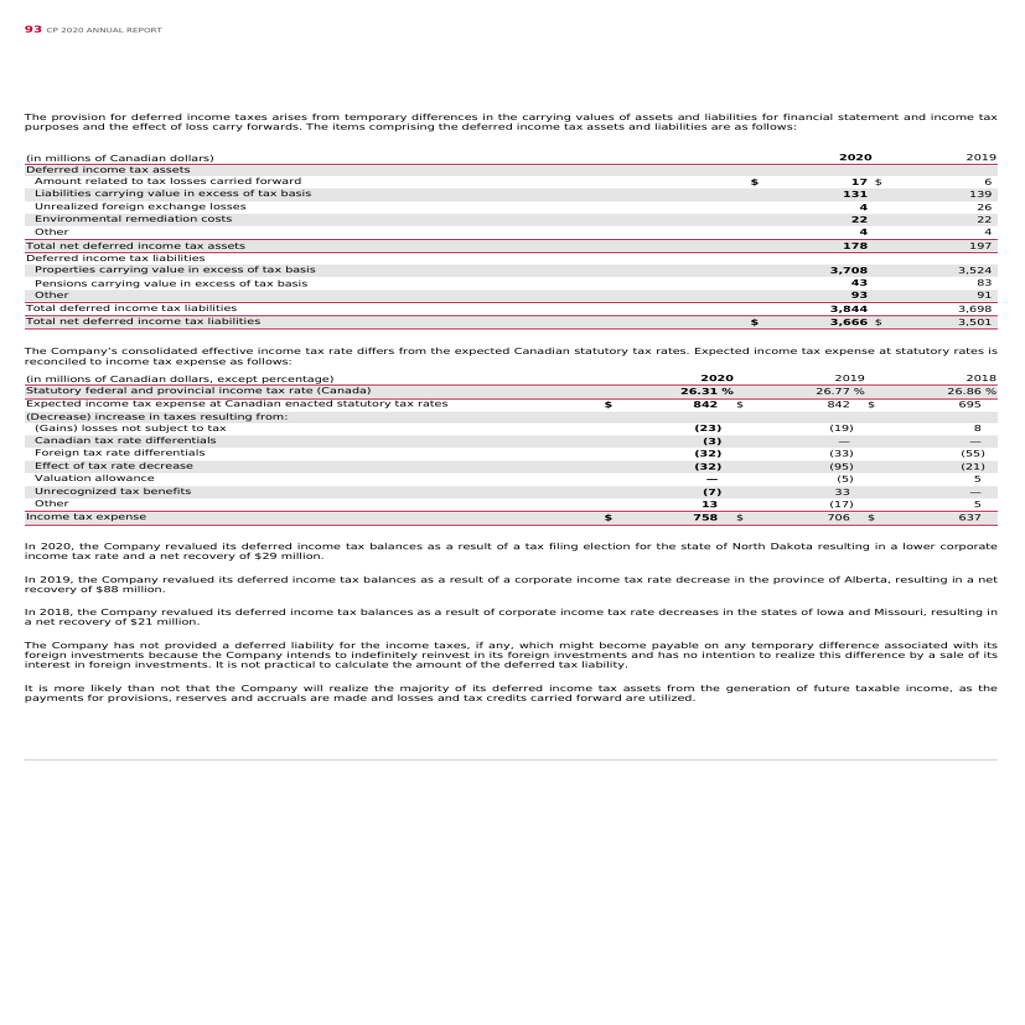 93 CP 2020 ANNUAL REPORT
The provision for deferred income taxes arises from temporary differences in the carrying values of assets and liabilities for financial statement and income tax
purposes and the effect of loss carry forwards. The items comprising the deferred income tax assets and liabilities are as follows:
(in millions of Canadian dollars) 2020 2019
Deferred income tax assets
Amount related to tax losses carried forward $ 17 $ 6
Liabilities carrying value in excess of tax basis 131 139
Unrealized foreign exchange losses 4 26
Environmental remediation costs 22 22
Other 4 4
Total net deferred income tax assets 178 197
Deferred income tax liabilities
Properties carrying value in excess of tax basis 3,708 3,524
Pensions carrying value in excess of tax basis 43 83
Other 93 91
Total deferred income tax liabilities 3,844 3,698
Total net deferred income tax liabilities $ 3,666 $ 3,501
The Company's consolidated effective income tax rate differs from the expected Canadian statutory tax rates. Expected income tax expense at statutory rates is
reconciled to income tax expense as follows:
(in millions of Canadian dollars, except percentage) 2020 2019 2018
Statutory federal and provincial income tax rate (Canada) 26.31 % 26.77 % 26.86 %
Expected income tax expense at Canadian enacted statutory tax rates $ 842 $ 842 $ 695
(Decrease) increase in taxes resulting from:
(Gains) losses not subject to tax (23) (19) 8
Canadian tax rate differentials (3) — —
Foreign tax rate differentials (32) (33) (55)
Effect of tax rate decrease (32) (95) (21)
Valuation allowance — (5) 5
Unrecognized tax benefits (7) 33 —
Other 13 (17) 5
Income tax expense $ 758 $ 706 $ 637
In 2020, the Company revalued its deferred income tax balances as a result of a tax filing election for the state of North Dakota resulting in a lower corporate
income tax rate and a net recovery of $29 million.
In 2019, the Company revalued its deferred income tax balances as a result of a corporate income tax rate decrease in the province of Alberta, resulting in a net
recovery of $88 million.
In 2018, the Company revalued its deferred income tax balances as a result of corporate income tax rate decreases in the states of Iowa and Missouri, resulting in
a net recovery of $21 million.
The Company has not provided a deferred liability for the income taxes, if any, which might become payable on any temporary difference associated with its
foreign investments because the Company intends to indefinitely reinvest in its foreign investments and has no intention to realize this difference by a sale of its
interest in foreign investments. It is not practical to calculate the amount of the deferred tax liability.
It is more likely than not that the Company will realize the majority of its deferred income tax assets from the generation of future taxable income, as the
payments for provisions, reserves and accruals are made and losses and tax credits carried forward are utilized.